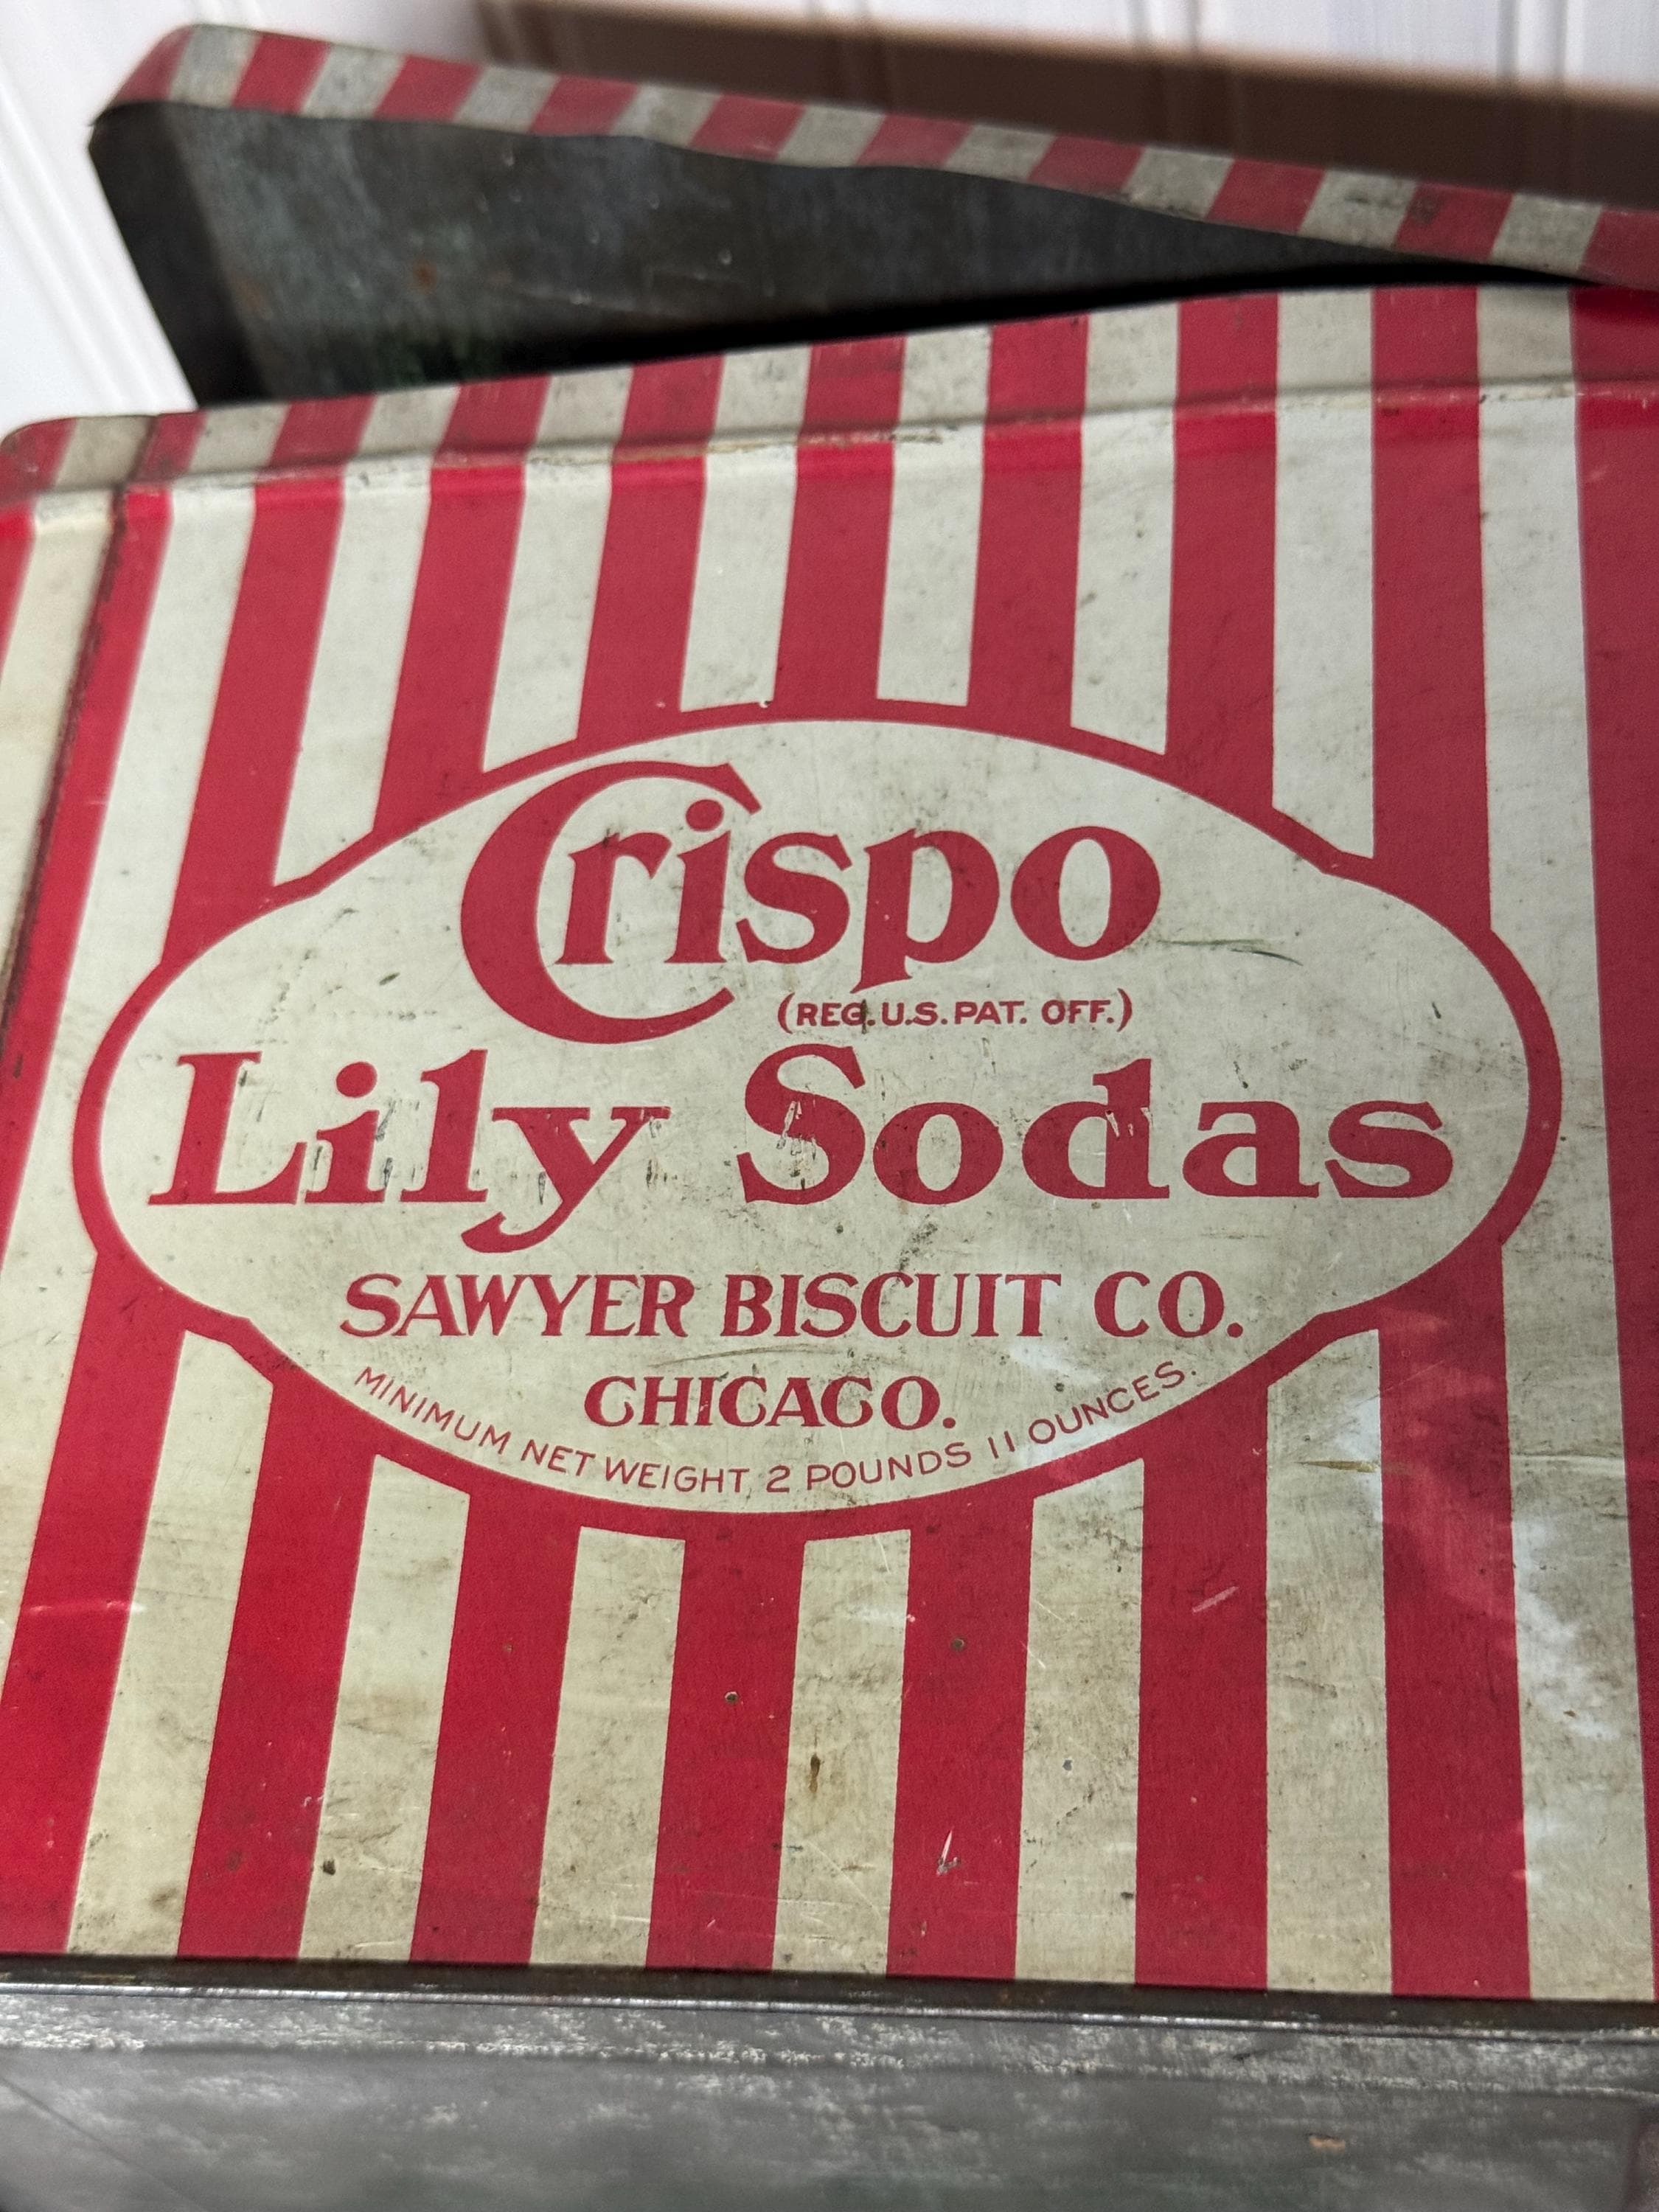 Crispo
(REG. U.S. PAT. OFF.)
Lily Sodas
SAWYER BISCUIT CO.
CHICAGO.
MINIMUM NET WEIGHT 2 POUNDS 11 OUNCES.